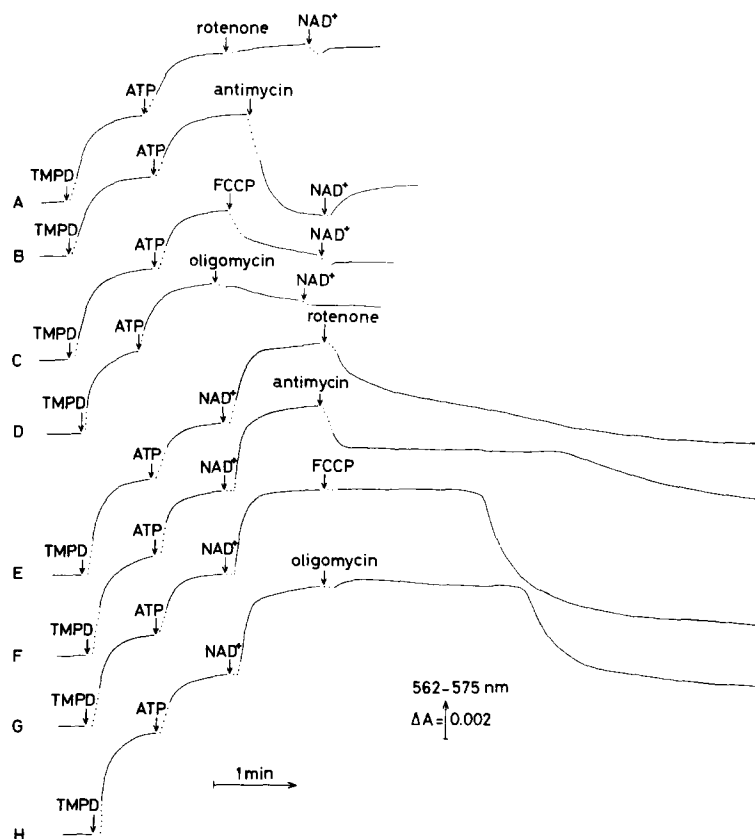 rotenone NAD+
ATP antimycin
TMPD FCCP NAD+
A
TMPD ATP oligomycin NAD+
B
ATP NAD+
TMPD rotenone
C
TMPD ATP antimycin
D
NAD+
ATP NAD+ FCCP
TMPD
E
ATP NAD+ oligomycin
TMPD
F
TMPD ATP NAD+
G
562-575 nm
ΔA = 0.002
1 min
TMPD
H